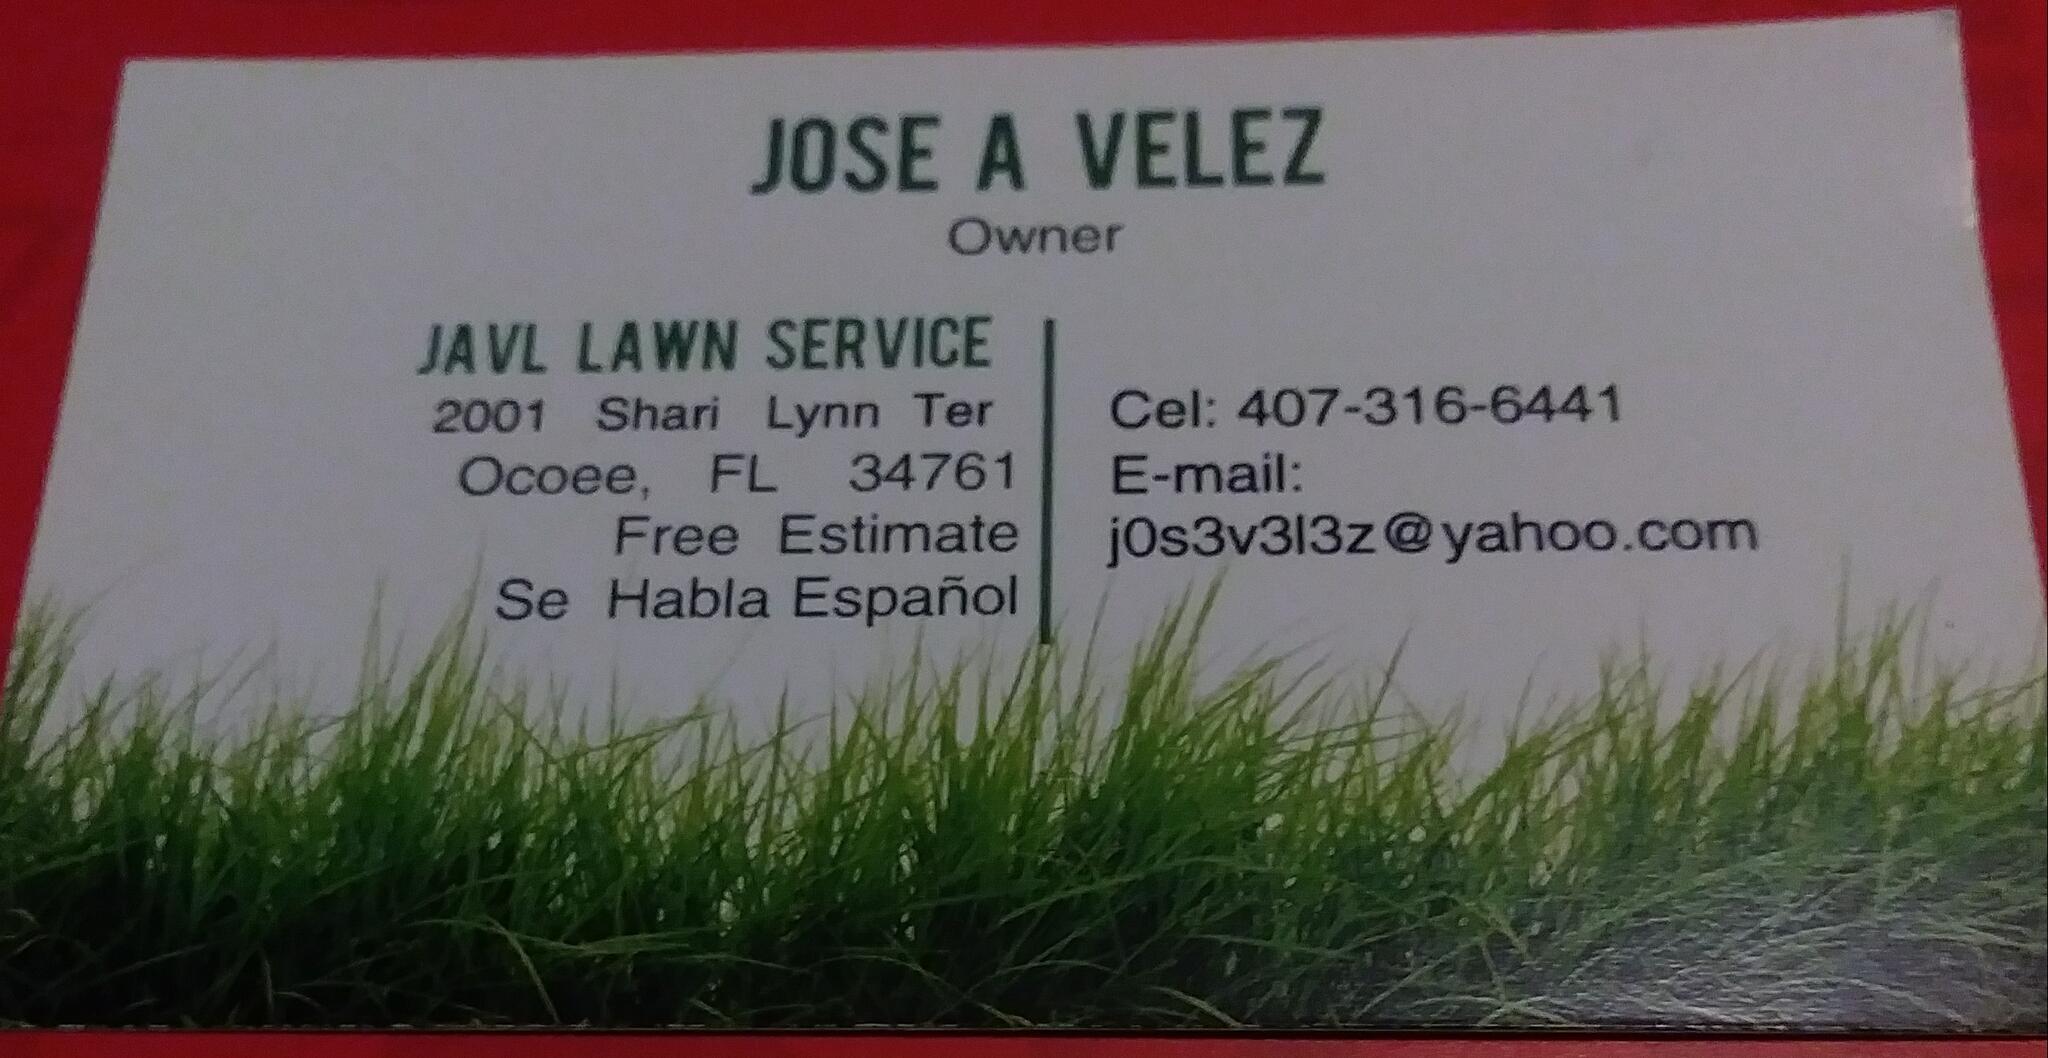 JOSE A VELEZ
Owner
JAVL LAWN SERVICE
2001 Shari Lynn Ter
Ocoee, FL 34761
Free Estimate
Se Habla Español
Cel: 407-316-6441
E-mail:
j0s3v3l3z@yahoo.com